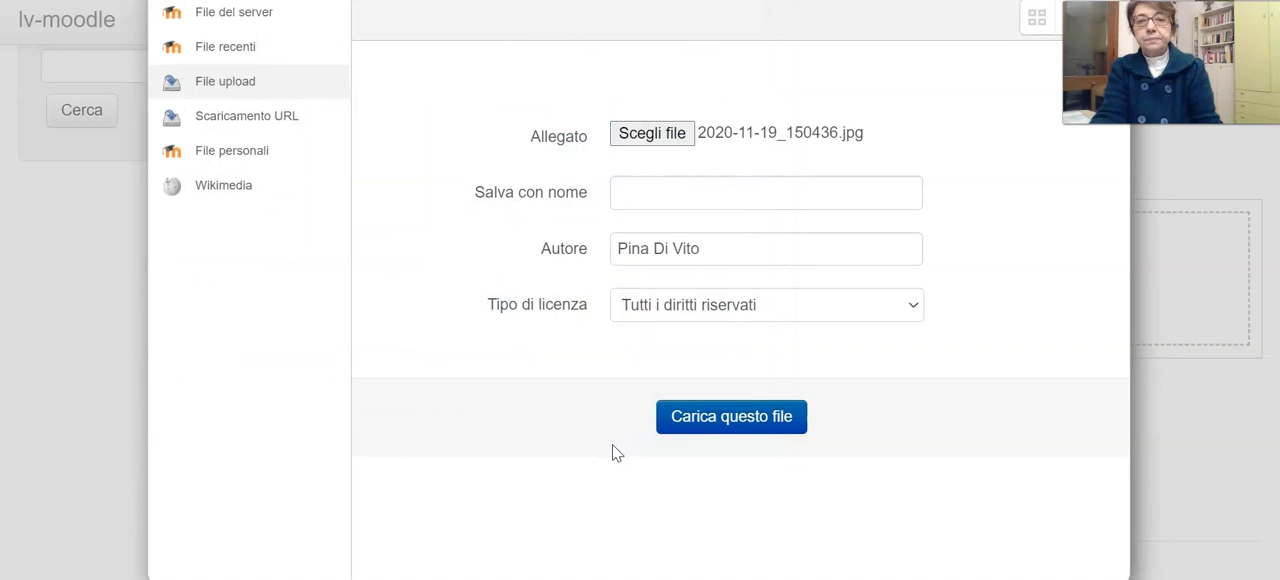 lv-moodle
Cerca
File del server
File recenti
File upload
Scaricamento URL
File personali
Wikimedia
Allegato Scegli file 2020-11-19_150436.jpg
Salva con nome
Autore Pina Di Vito
Tipo di licenza Tutti i diritti riservati
Carica questo file